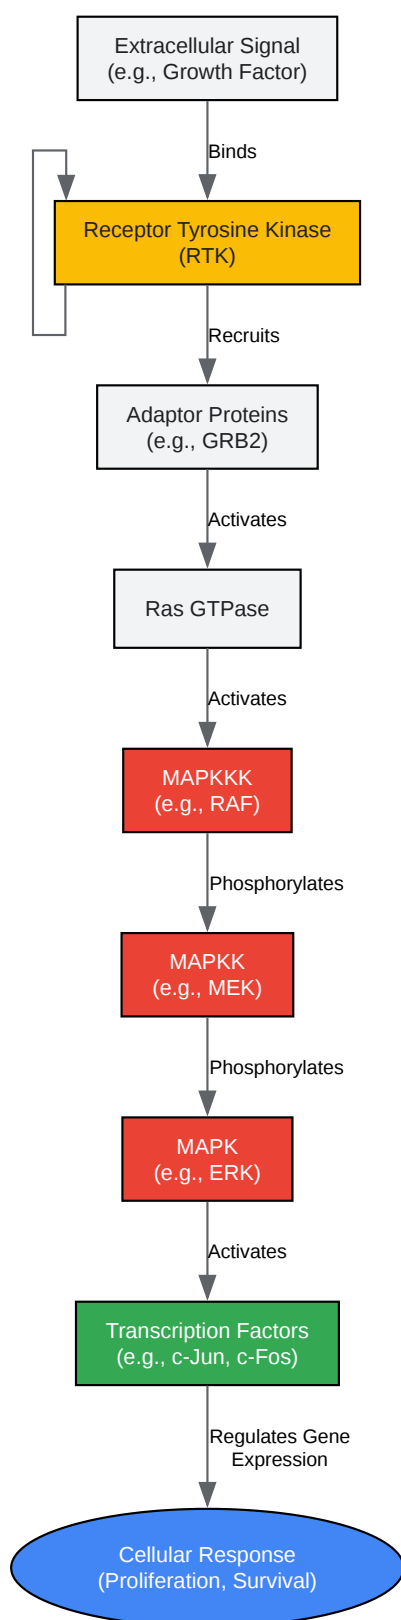 Extracellular Signal
(e.g., Growth Factor)
Binds
Receptor Tyrosine Kinase
(RTK)
Recruits
Adaptor Proteins
(e.g., GRB2)
Activates
Ras GTPase
Activates
MAPKKK
(e.g., RAF)
Phosphorylates
MAPKK
(e.g., MEK)
Phosphorylates
MAPK
(e.g., ERK)
Activates
Transcription Factors
(e.g., c-Jun, c-Fos)
Regulates Gene
Expression
Cellular Response
(Proliferation, Survival)